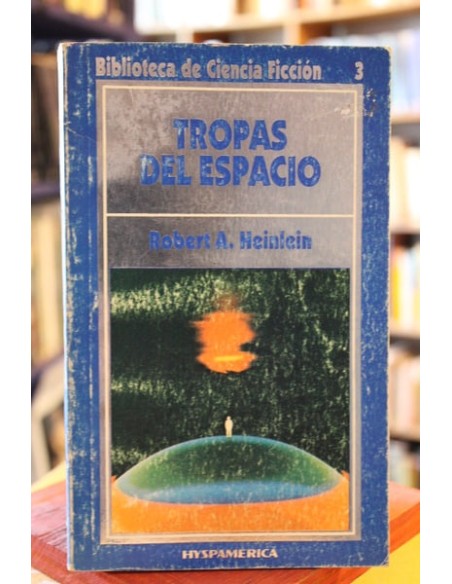 Biblioteca de Ciencia Ficción 3
TROPAS
DEL ESPACIO
Robert A. Heinlein
HYSPAMERICA